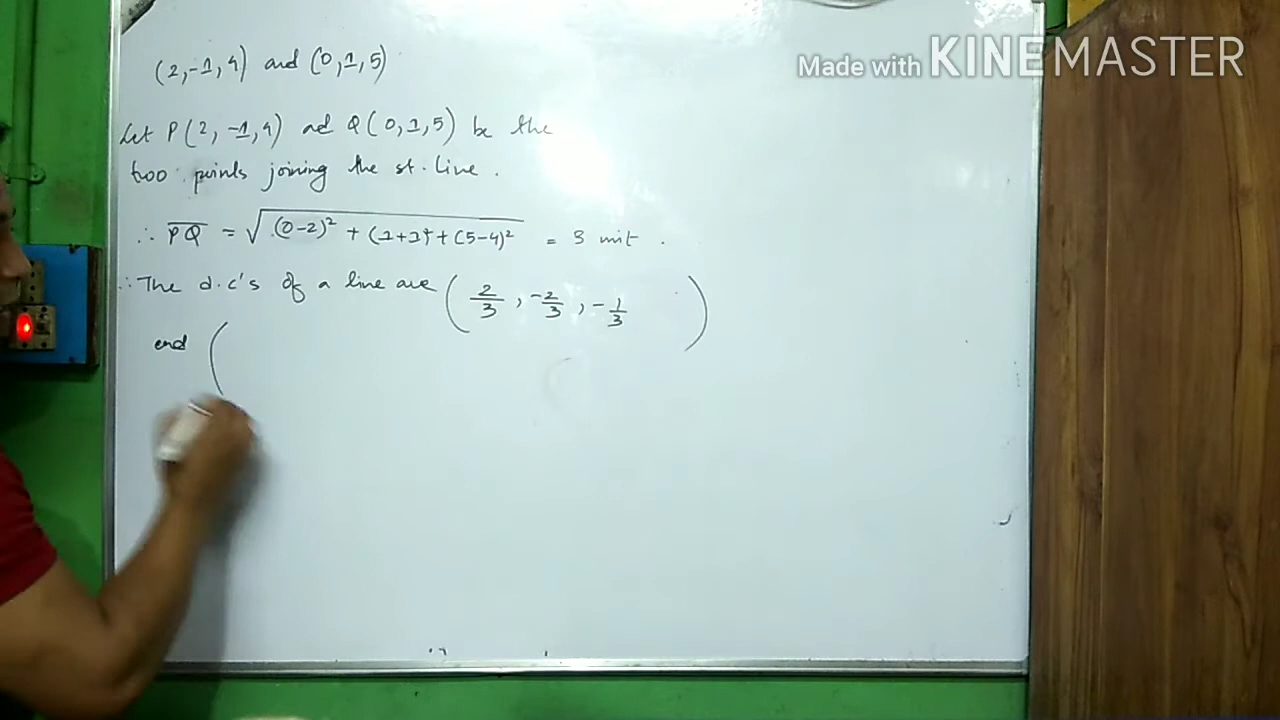 Made with KINEMASTER
(2, -1, 4) and (0, 1, 5)
Let P(2, -1, 4) ad Q(0, 1, 5) be the
two points joining the st. line.
∴ PQ = √(0-2)² + (1+1)² + (5-4)² = 3 unit.
∴ The d.c's of a line are (2/3, -2/3, -1/3)
and (